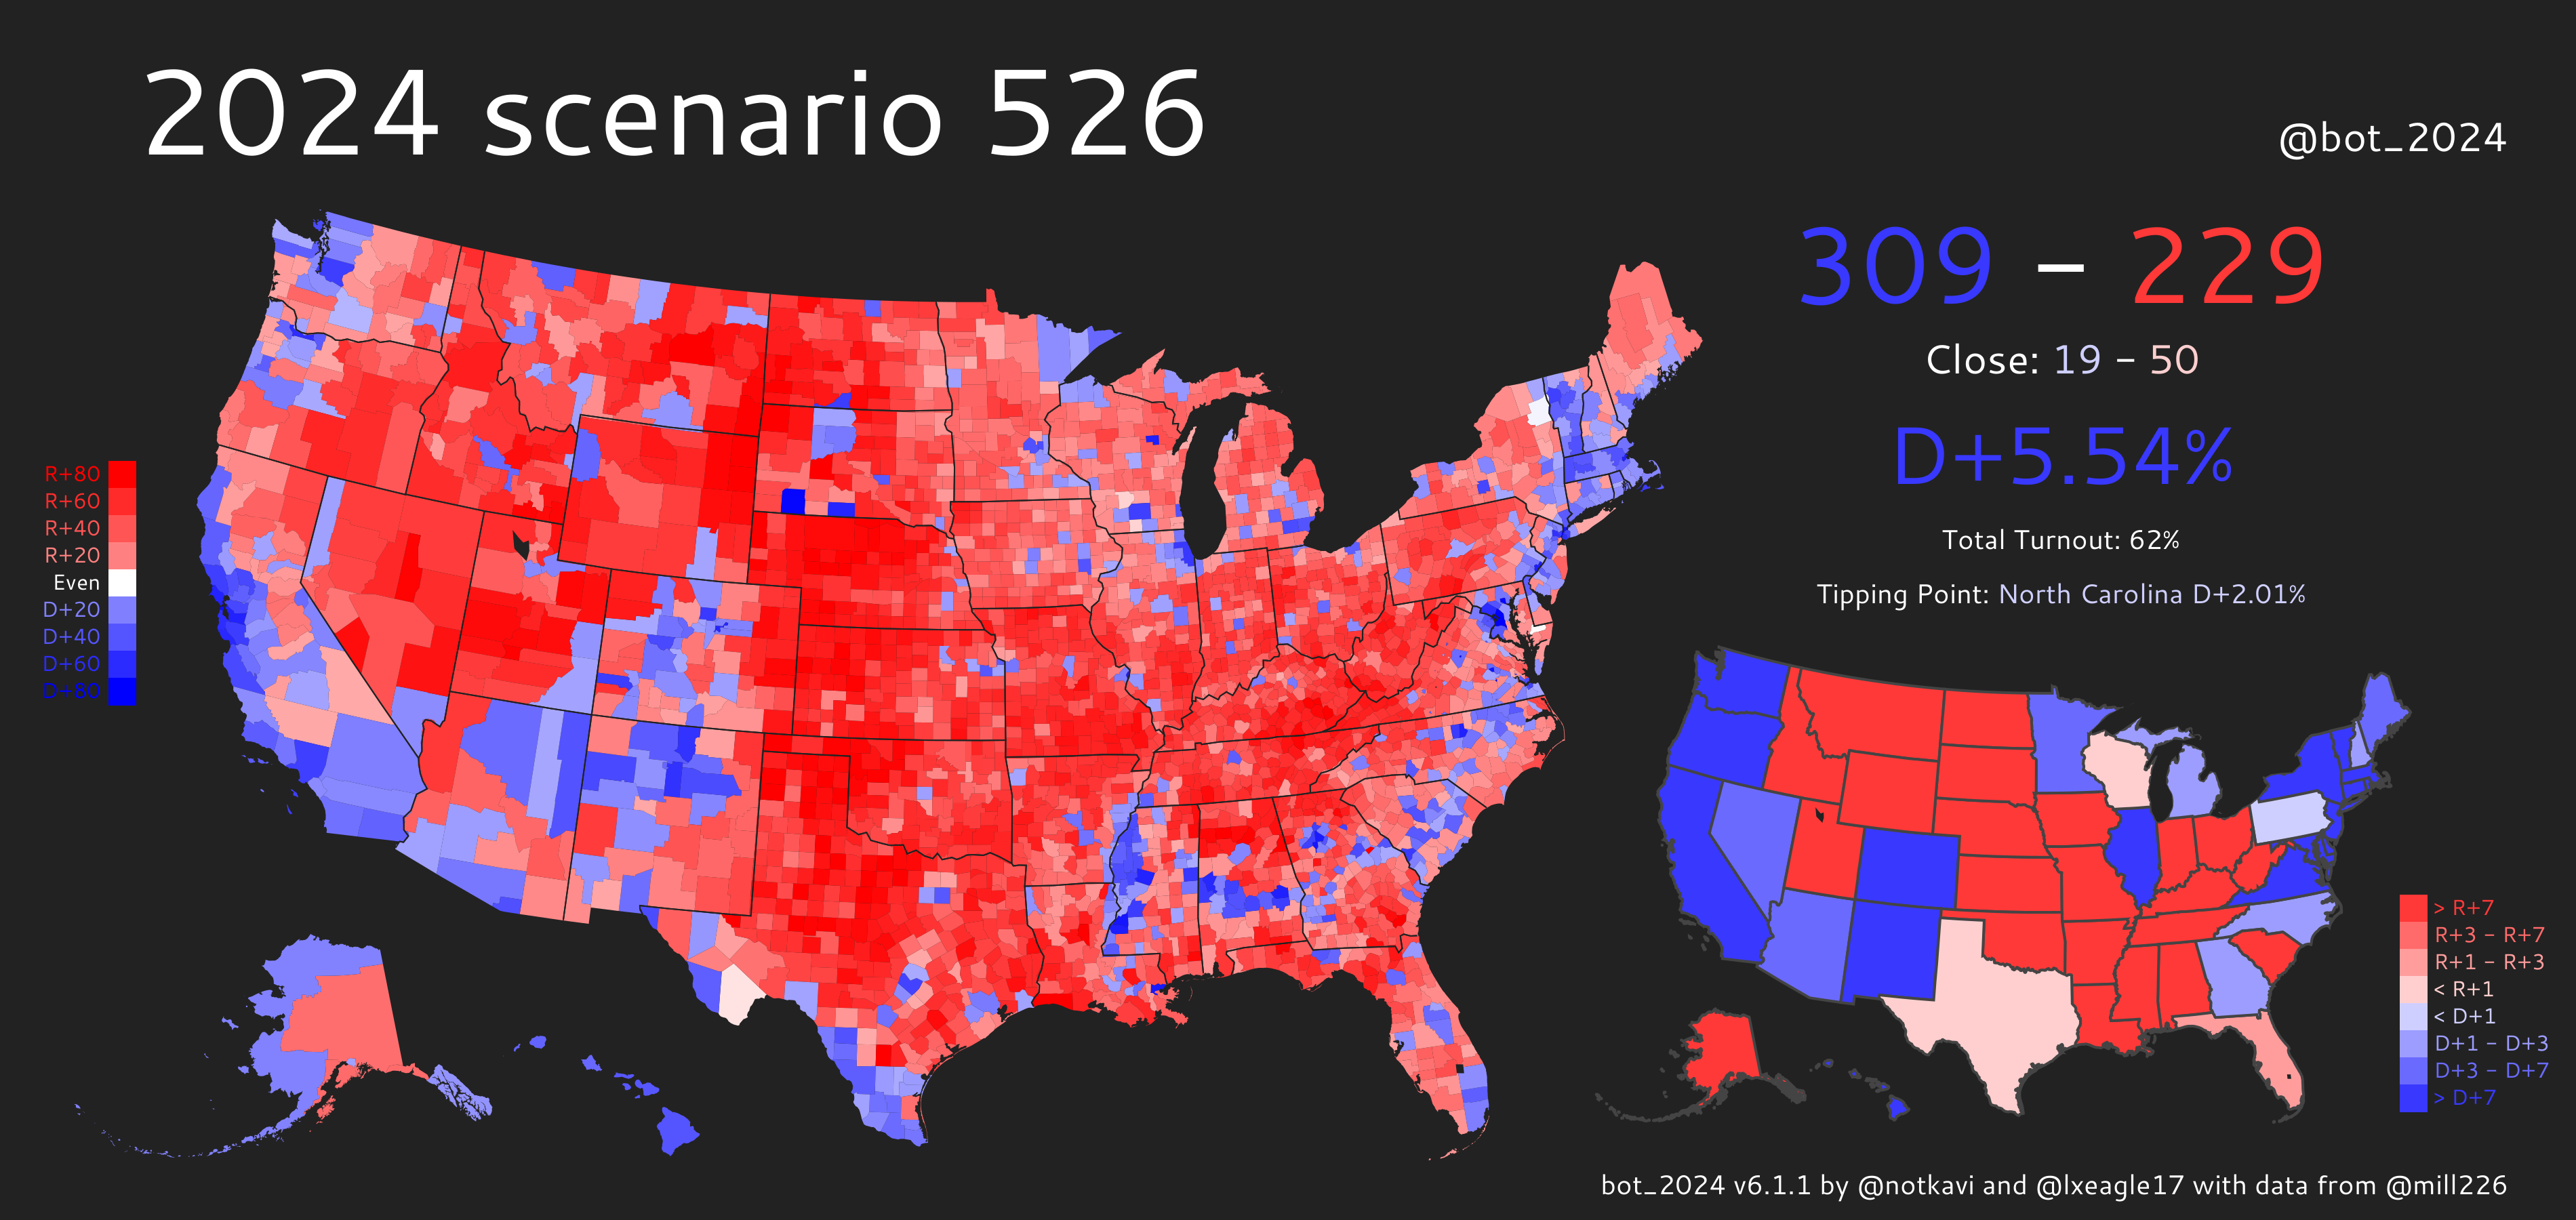 2024 scenario 526
@bot_2024
309 – 229
Close: 19 – 50
D+5.54%
Total Turnout: 62%
Tipping Point: North Carolina D+2.01%
R+80
R+60
R+40
R+20
Even
D+20
D+40
D+60
D+80
> R+7
R+3 – R+7
R+1 – R+3
< R+1
< D+1
D+1 – D+3
D+3 – D+7
> D+7
bot_2024 v6.1.1 by @notkavi and @lxeagle17 with data from @mill226